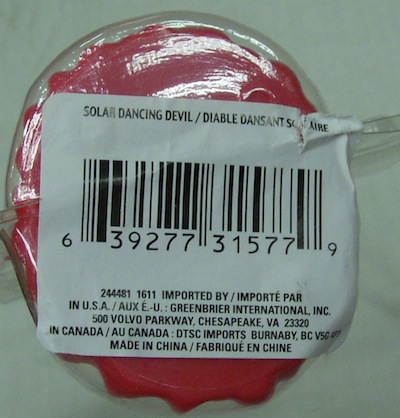 SOLAR DANCING DEVIL / DIABLE DANSANT
6 39277 31577 9
244481 1611 IMPORTED BY / IMPORTÉ PAR
IN U.S.A. / AUX É.-U. : GREENBRIER INTERNATIONAL, INC.
500 VOLVO PARKWAY, CHESAPEAKE, VA 23320
IN CANADA / AU CANADA : DTSC IMPORTS BURNABY, BC V5G
MADE IN CHINA / FABRIQUÉ EN CHINE